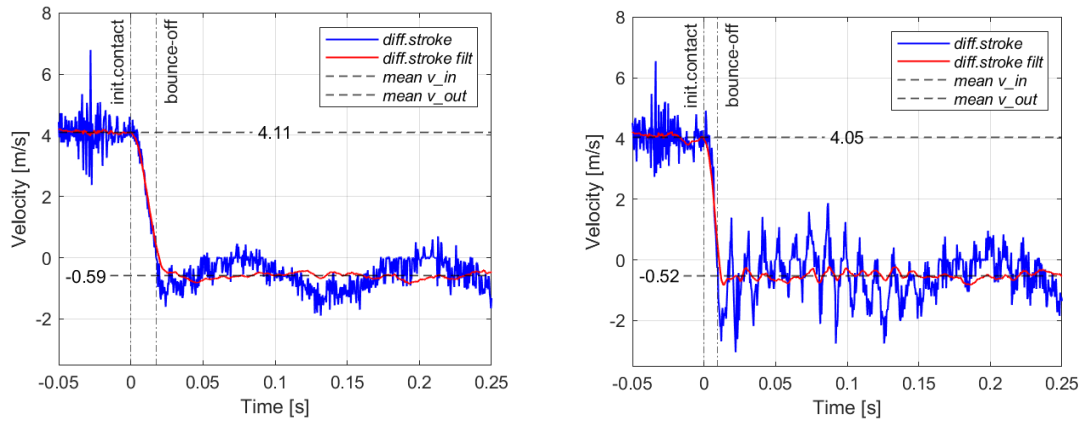 8
6
4
2
0
-2
Velocity [m/s]
init.contact
bounce-off
diff.stroke
diff.stroke filt
mean v_in
mean v_out
4.11
-0.59
-0.05
0
0.05
0.1
0.15
0.2
0.25
Time [s]
8
6
4
2
0
-2
Velocity [m/s]
init.contact
bounce-off
diff.stroke
diff.stroke filt
mean v_in
mean v_out
4.05
-0.52
-0.05
0
0.05
0.1
0.15
0.2
0.25
Time [s]